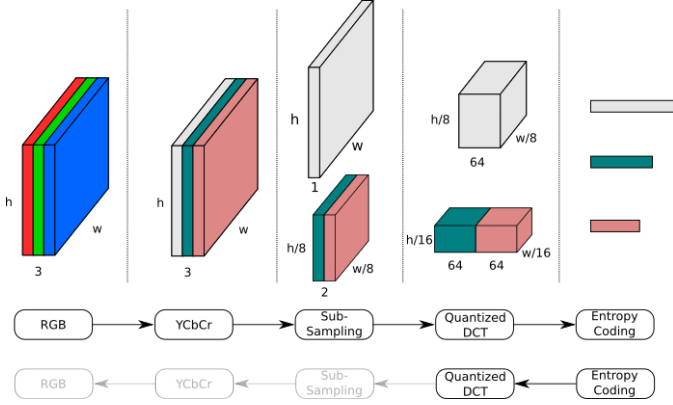 h
w
3
h
w
3
h
w
1
h/8
w/8
2
h/8
w/8
64
h/16
w/16
64
64
RGB
YCbCr
Sub-
Sampling
Quantized
DCT
Entropy
Coding
RGB
YCbCr
Sub-
Sampling
Quantized
DCT
Entropy
Coding